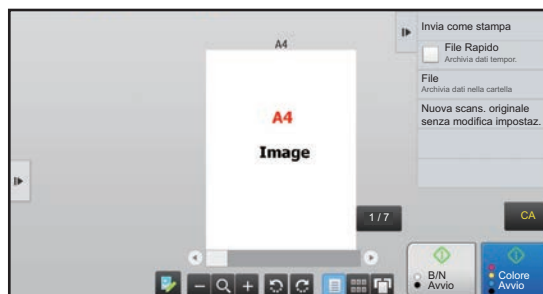 A4
A4
Image
1 / 7
Invia come stampa
File Rapido
Archivia dati tempor.
File
Archivia dati nella cartella
Nuova scans. originale
senza modifica impostaz.
CA
B/N
Avvio
Colore
Avvio